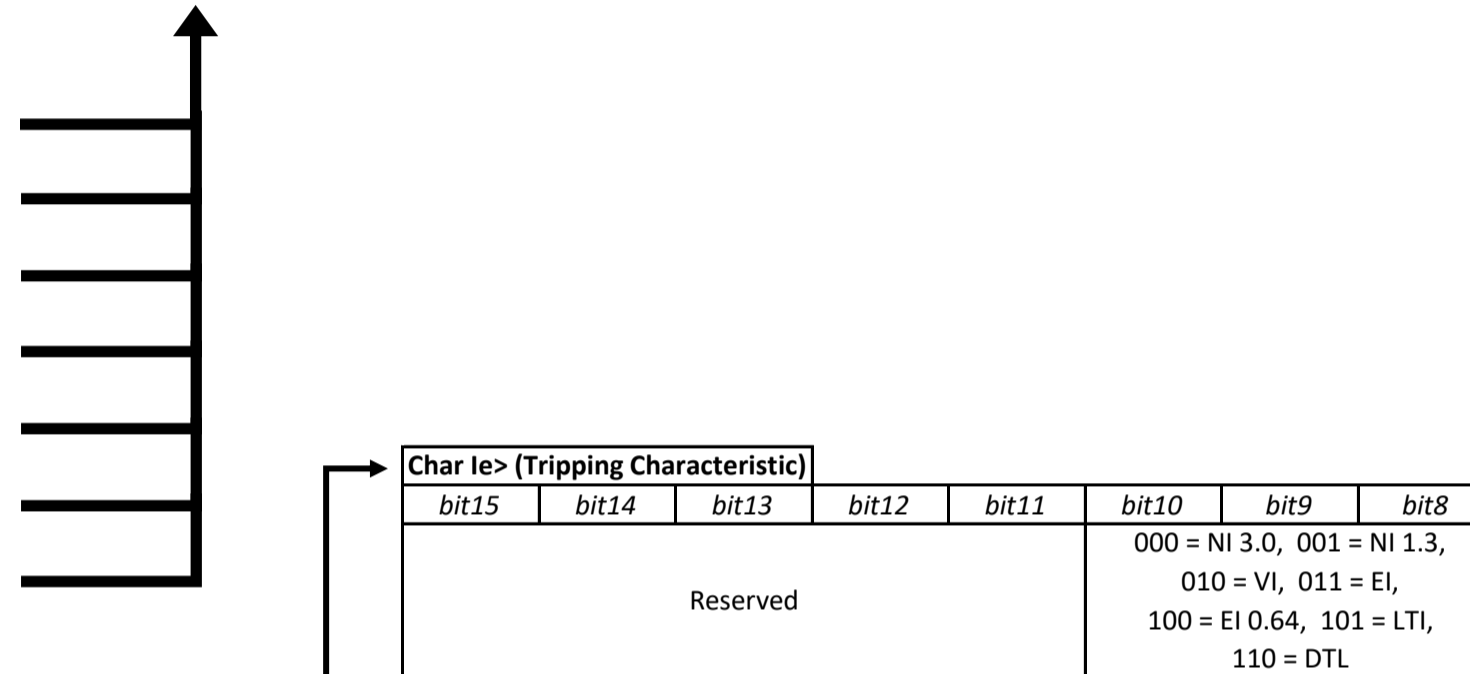 Char Ie> (Tripping Characteristic)
bit15 bit14 bit13 bit12 bit11 bit10 bit9 bit8
000 = NI 3.0, 001 = NI 1.3,
010 = VI, 011 = EI,
Reserved
100 = EI 0.64, 101 = LTI,
110 = DTL